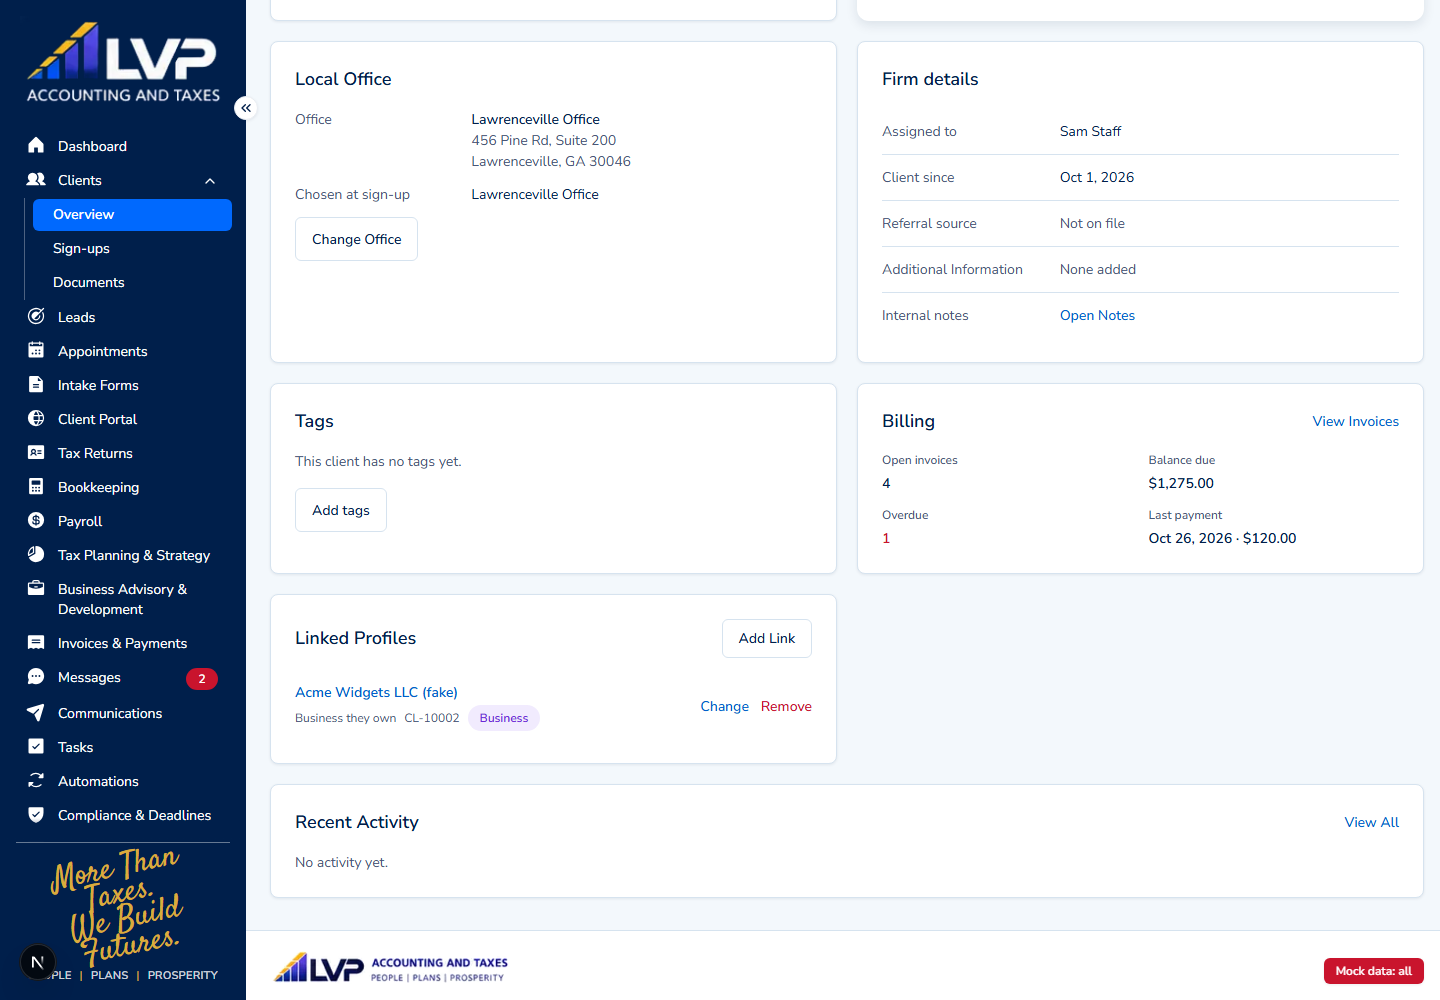 LVP
ACCOUNTING AND TAXES
Dashboard
Clients
Overview
Sign-ups
Documents
Leads
Appointments
Intake Forms
Client Portal
Tax Returns
Bookkeeping
Payroll
Tax Planning & Strategy
Business Advisory &
Development
Invoices & Payments
Messages 2
Communications
Tasks
Automations
Compliance & Deadlines
More Than
Taxes.
We Build
Futures.
PLE | PLANS | PROSPERITY
N
Local Office
Office Lawrenceville Office
456 Pine Rd, Suite 200
Lawrenceville, GA 30046
Chosen at sign-up Lawrenceville Office
Change Office
Firm details
Assigned to Sam Staff
Client since Oct 1, 2026
Referral source Not on file
Additional Information None added
Internal notes Open Notes
Tags
This client has no tags yet.
Add tags
Billing View Invoices
Open invoices Balance due
4 $1,275.00
Overdue Last payment
1 Oct 26, 2026 · $120.00
Linked Profiles Add Link
Acme Widgets LLC (fake)
Business they own CL-10002 Business
Change Remove
Recent Activity View All
No activity yet.
LVP ACCOUNTING AND TAXES
PEOPLE | PLANS | PROSPERITY
Mock data: all